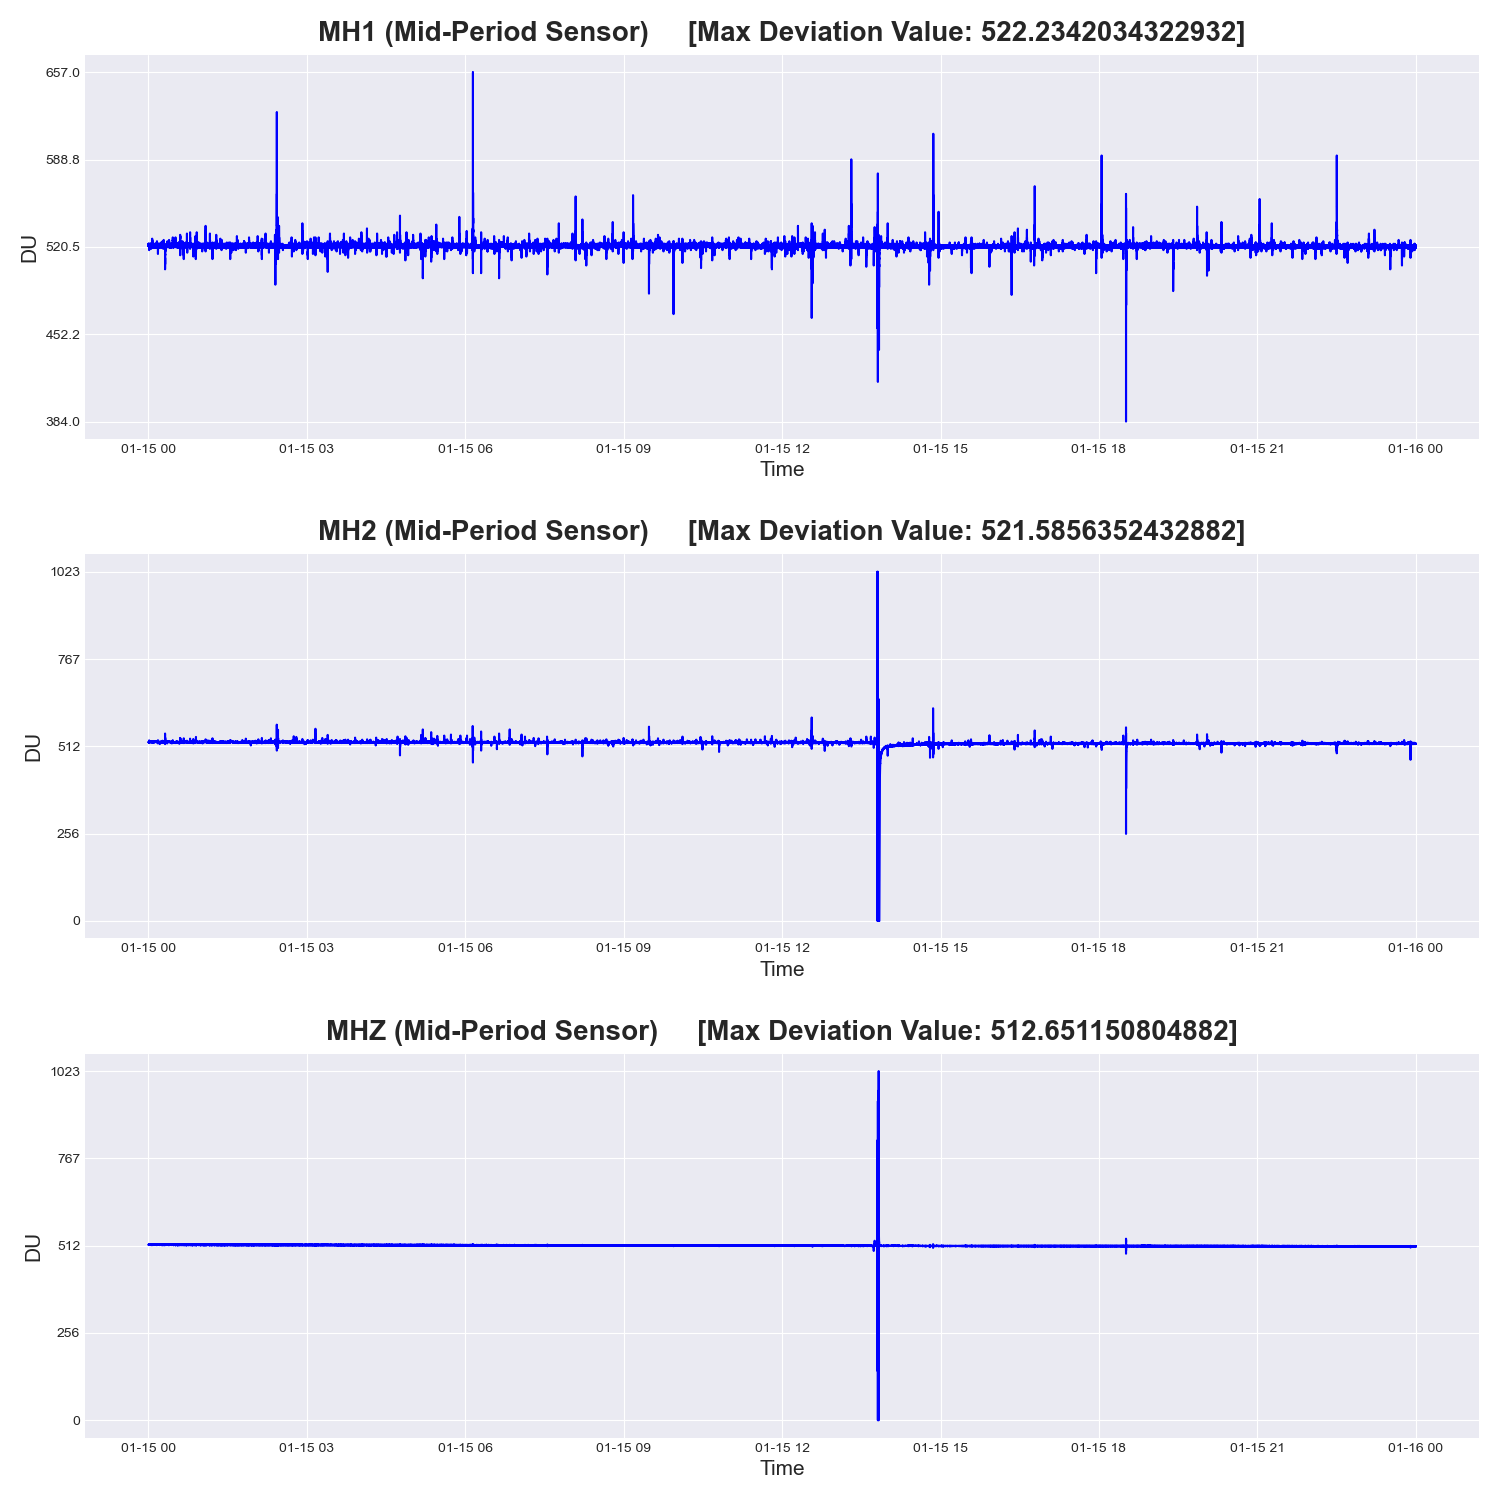 MH1 (Mid-Period Sensor) [Max Deviation Value: 522.2342034322932]
657.0
588.8
520.5
452.2
384.0
DU
01-15 00 01-15 03 01-15 06 01-15 09 01-15 12 01-15 15 01-15 18 01-15 21 01-16 00
Time
MH2 (Mid-Period Sensor) [Max Deviation Value: 521.5856352432882]
1023
767
512
256
0
DU
01-15 00 01-15 03 01-15 06 01-15 09 01-15 12 01-15 15 01-15 18 01-15 21 01-16 00
Time
MHZ (Mid-Period Sensor) [Max Deviation Value: 512.651150804882]
1023
767
512
256
0
DU
01-15 00 01-15 03 01-15 06 01-15 09 01-15 12 01-15 15 01-15 18 01-15 21 01-16 00
Time